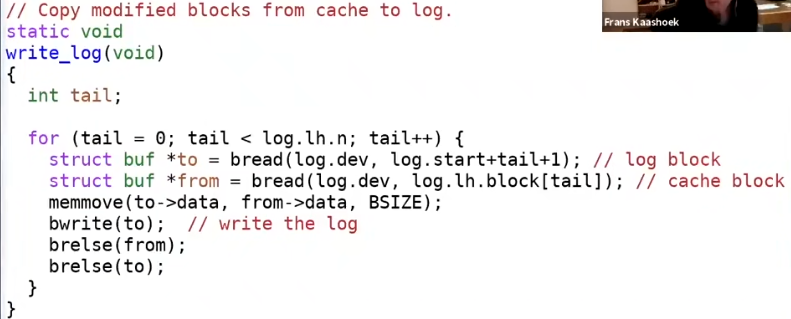 // Copy modified blocks from cache to log.
static void
write_log(void)
{
  int tail;

  for (tail = 0; tail < log.lh.n; tail++) {
    struct buf *to = bread(log.dev, log.start+tail+1); // log block
    struct buf *from = bread(log.dev, log.lh.block[tail]); // cache block
    memmove(to->data, from->data, BSIZE);
    bwrite(to);  // write the log
    brelse(from);
    brelse(to);
  }
}
Frans Kaashoek